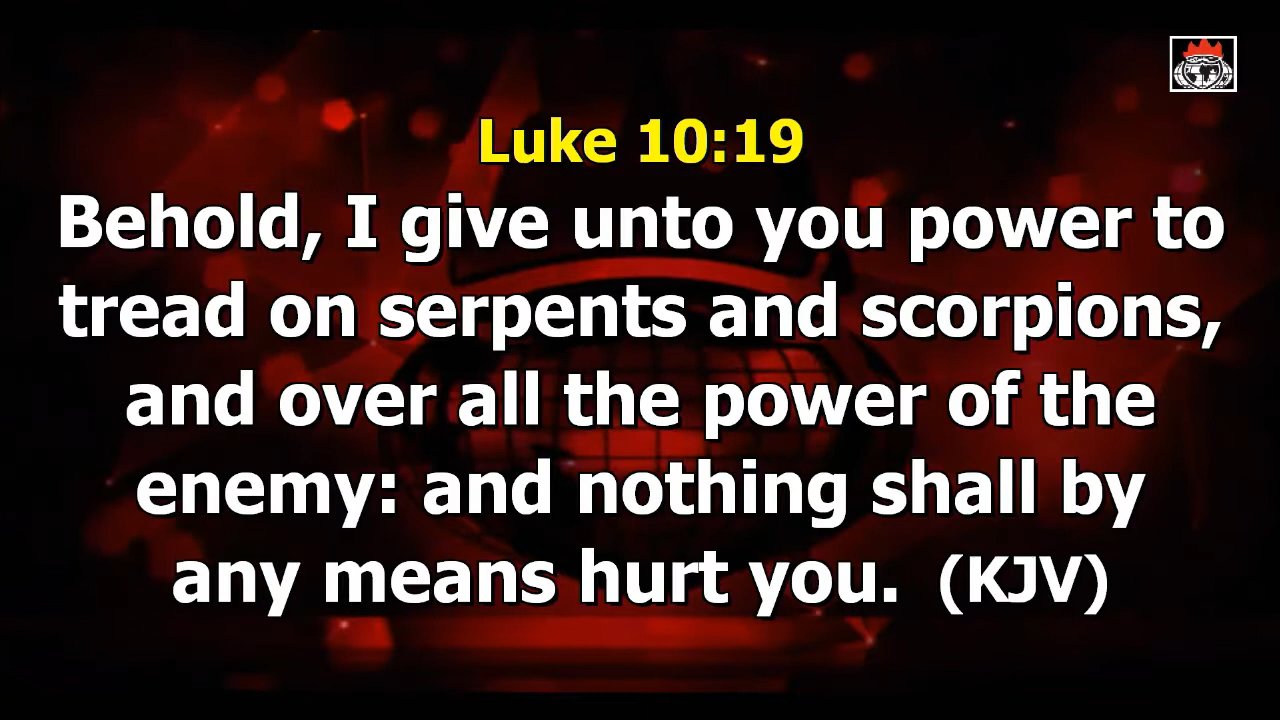 Luke 10:19
Behold, I give unto you power to
tread on serpents and scorpions,
and over all the power of the
enemy: and nothing shall by
any means hurt you. (KJV)